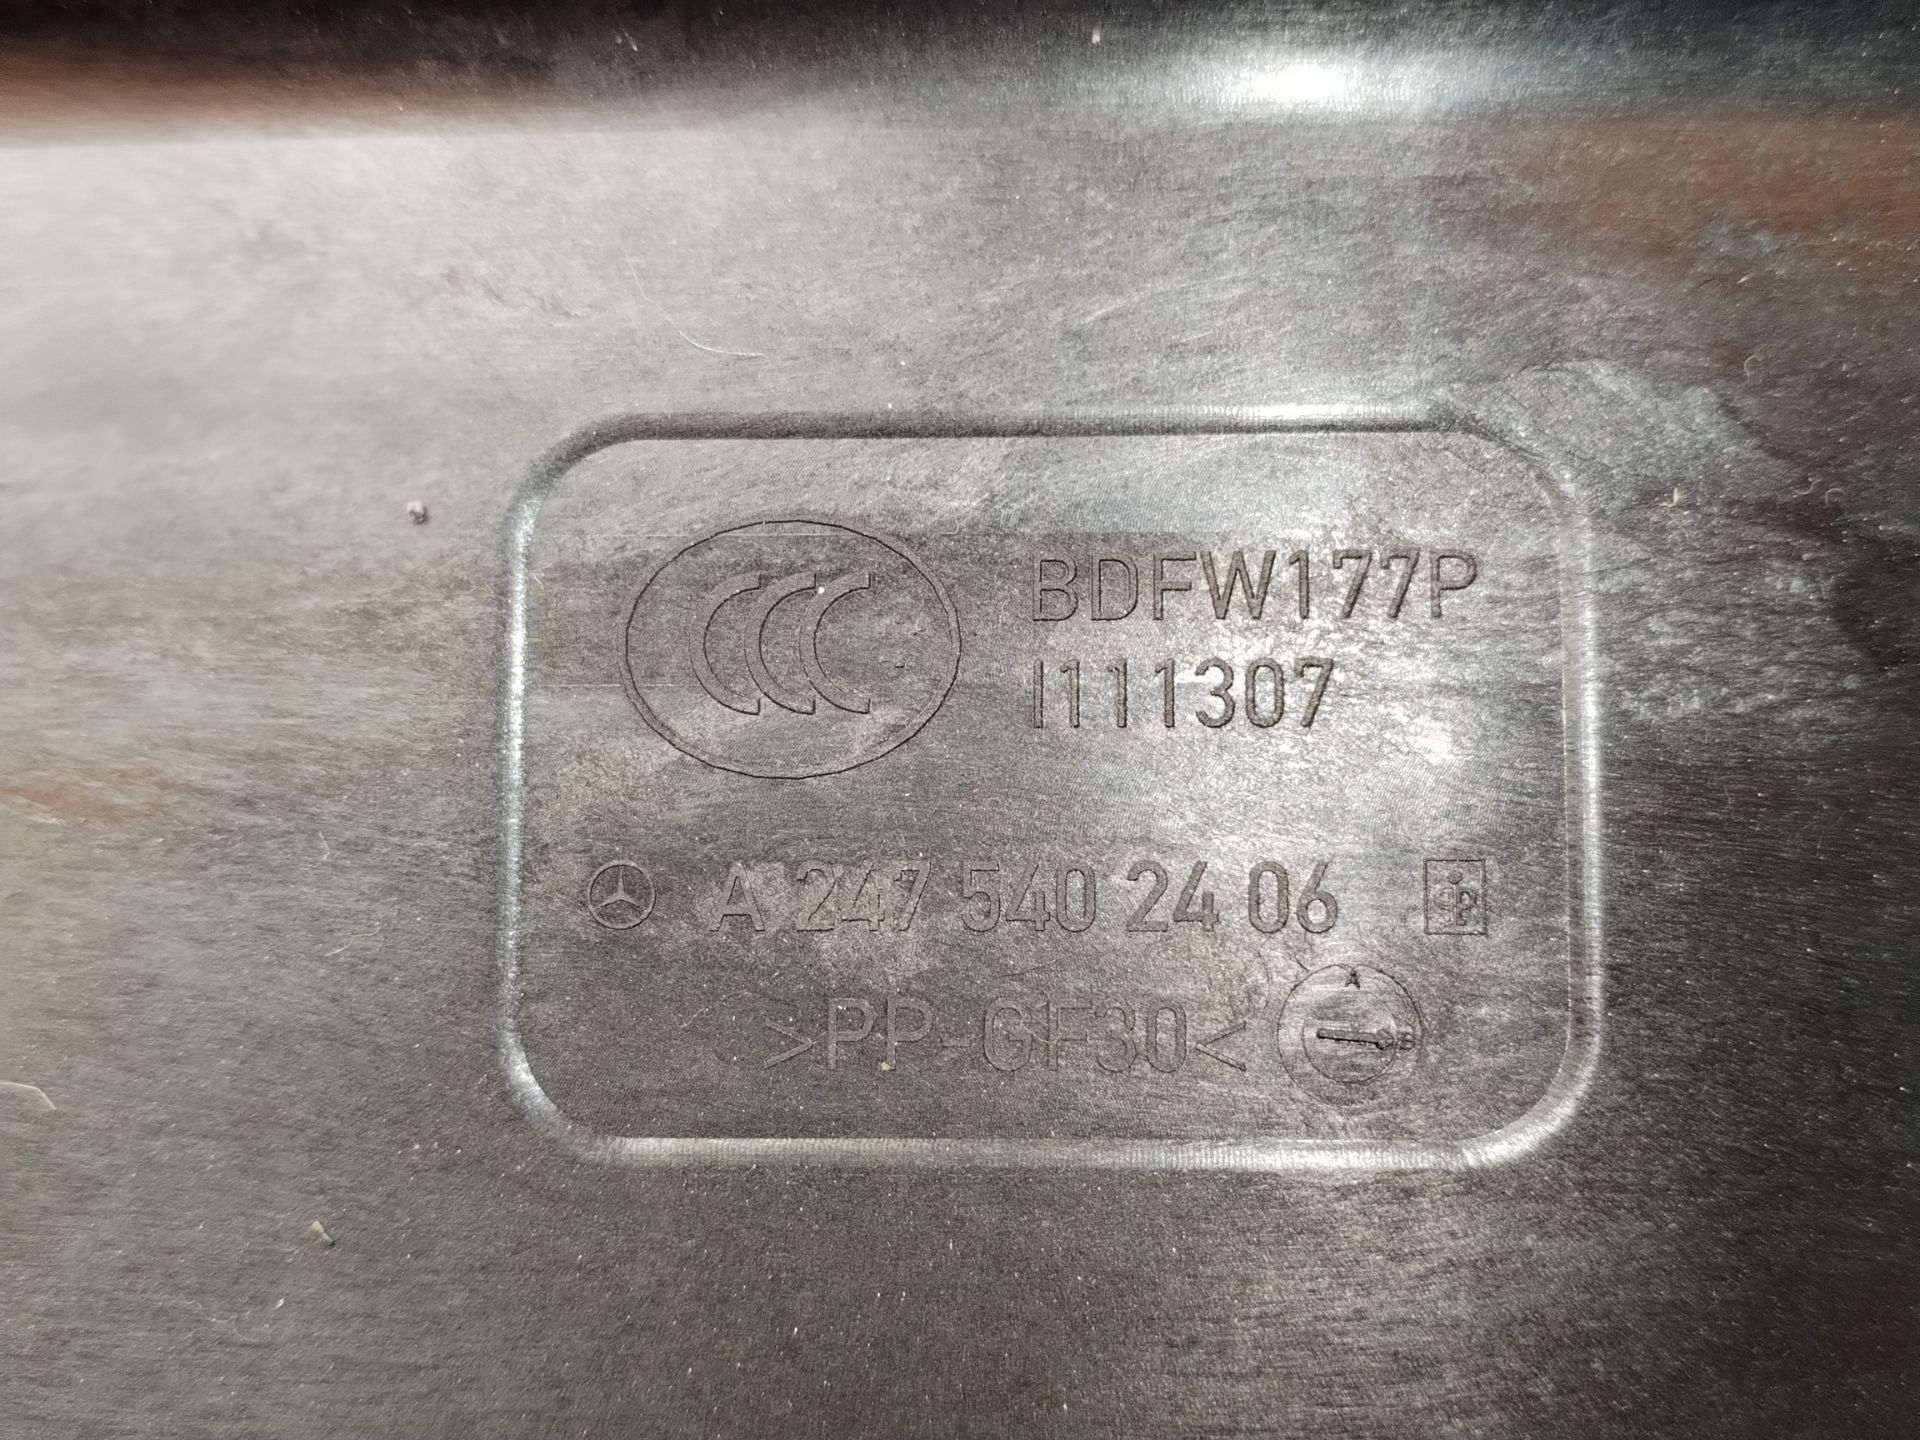 CCC
BDFW177P
I111307
A 247 540 24 06
>PP-GF30<
A
B